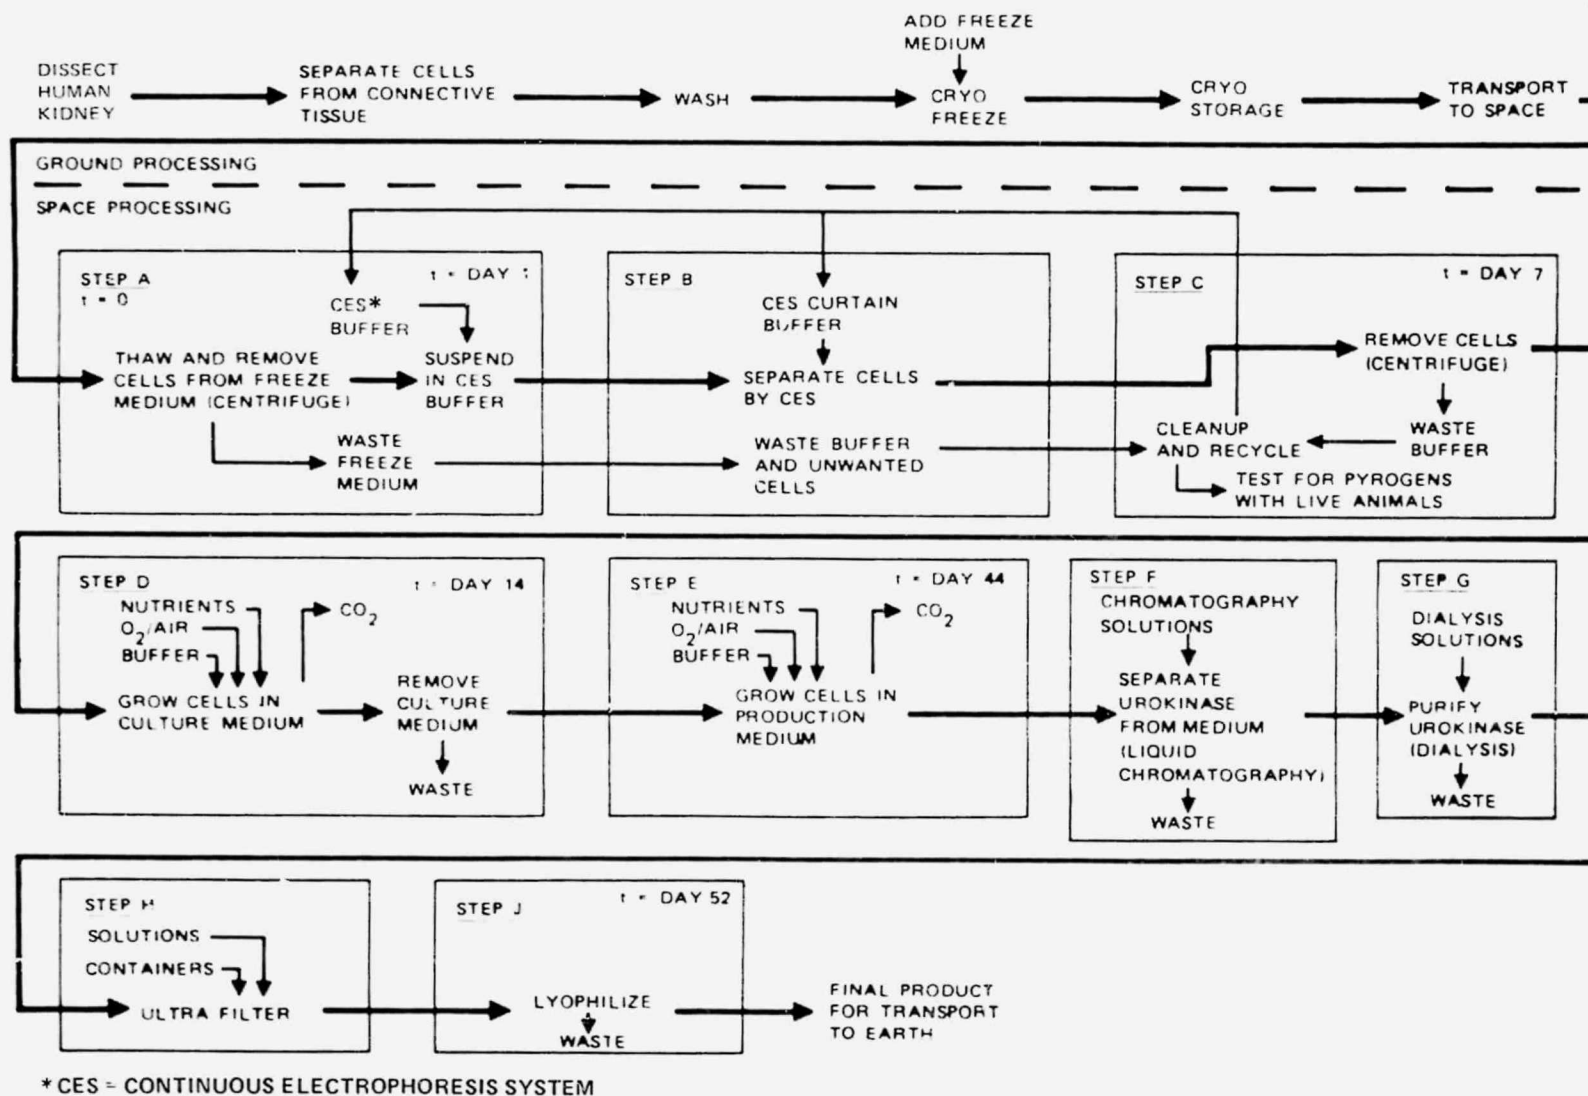 ADD FREEZE
MEDIUM
DISSECT
HUMAN
KIDNEY
SEPARATE CELLS
FROM CONNECTIVE
TISSUE
WASH
CRYO
FREEZE
CRYO
STORAGE
TRANSPORT
TO SPACE
GROUND PROCESSING
SPACE PROCESSING
STEP A
t = 0
t = DAY 1
CES*
BUFFER
THAW AND REMOVE
CELLS FROM FREEZE
MEDIUM (CENTRIFUGE)
SUSPEND
IN CES
BUFFER
WASTE
FREEZE
MEDIUM
STEP B
CES CURTAIN
BUFFER
SEPARATE CELLS
BY CES
WASTE BUFFER
AND UNWANTED
CELLS
STEP C
t = DAY 7
REMOVE CELLS
(CENTRIFUGE)
CLEANUP
AND RECYCLE
WASTE
BUFFER
TEST FOR PYROGENS
WITH LIVE ANIMALS
STEP D
t = DAY 14
NUTRIENTS
O2/AIR
BUFFER
CO2
GROW CELLS IN
CULTURE MEDIUM
REMOVE
CULTURE
MEDIUM
WASTE
STEP E
t = DAY 44
NUTRIENTS
O2/AIR
BUFFER
CO2
GROW CELLS IN
PRODUCTION
MEDIUM
STEP F
CHROMATOGRAPHY
SOLUTIONS
SEPARATE
UROKINASE
FROM MEDIUM
(LIQUID
CHROMATOGRAPHY)
WASTE
STEP G
DIALYSIS
SOLUTIONS
PURIFY
UROKINASE
(DIALYSIS)
WASTE
STEP H
SOLUTIONS
CONTAINERS
ULTRA FILTER
STEP J
t = DAY 52
LYOPHILIZE
WASTE
FINAL PRODUCT
FOR TRANSPORT
TO EARTH
* CES = CONTINUOUS ELECTROPHORESIS SYSTEM